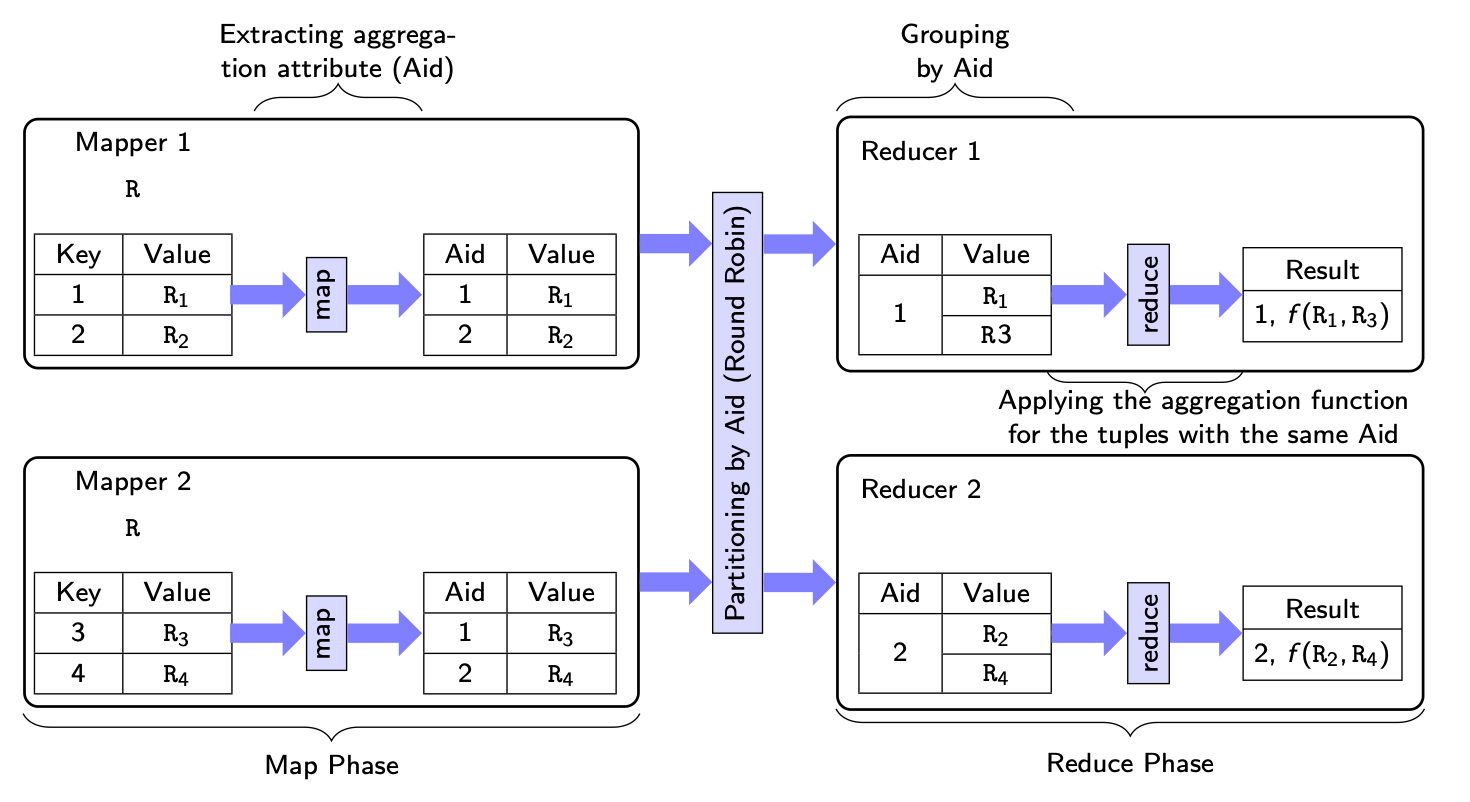 Extracting aggrega-
tion attribute (Aid)
Grouping
by Aid
Mapper 1
R
Key Value
1 R₁
2 R₂
map
Aid Value
1 R₁
2 R₂
Mapper 2
R
Key Value
3 R₃
4 R₄
map
Aid Value
1 R₃
2 R₄
Map Phase
Partitioning by Aid (Round Robin)
Reducer 1
Aid Value
1 R₁
R3
reduce
Result
1, f(R₁,R₃)
Applying the aggregation function
for the tuples with the same Aid
Reducer 2
Aid Value
2 R₂
R₄
reduce
Result
2, f(R₂,R₄)
Reduce Phase